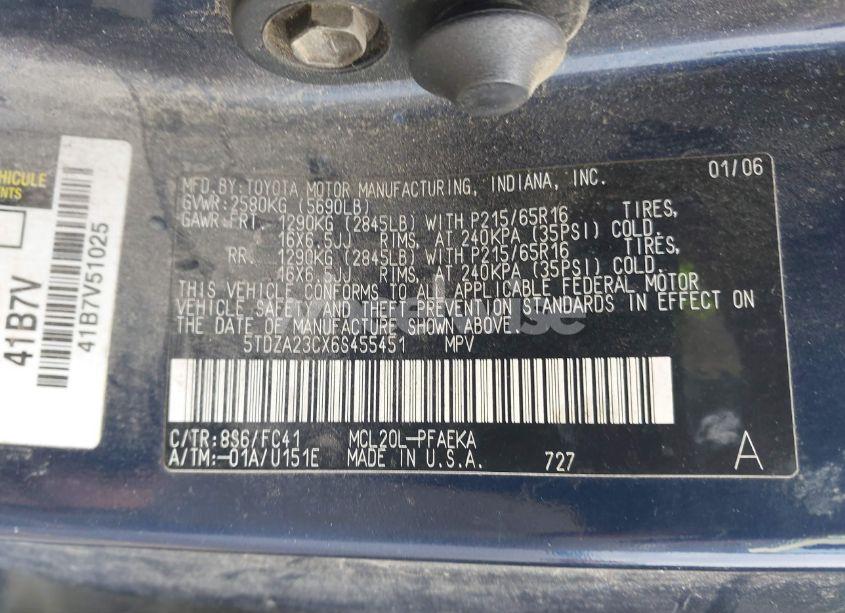 VEHICULE
ENTS
41B7V
41B7V51025
MFD.BY:TOYOTA MOTOR MANUFACTURING, INDIANA, INC. 01/06
GVWR:2580KG (5690LB)
GAWR:FRT. 1290KG (2845LB) WITH P215/65R16 TIRES,
16X6.5JJ RIMS, AT 240KPA (35PSI) COLD.
RR. 1290KG (2845LB) WITH P215/65R16 TIRES,
16X6.5JJ RIMS, AT 240KPA (35PSI) COLD.
THIS VEHICLE CONFORMS TO ALL APPLICABLE FEDERAL MOTOR
VEHICLE SAFETY AND THEFT PREVENTION STANDARDS IN EFFECT ON
THE DATE OF MANUFACTURE SHOWN ABOVE.
5TDZA23CX6S455451 MPV
C/TR:8S6/FC41 MCL20L-PFAEKA
A/TM:-01A/U151E MADE IN U.S.A. 727 A